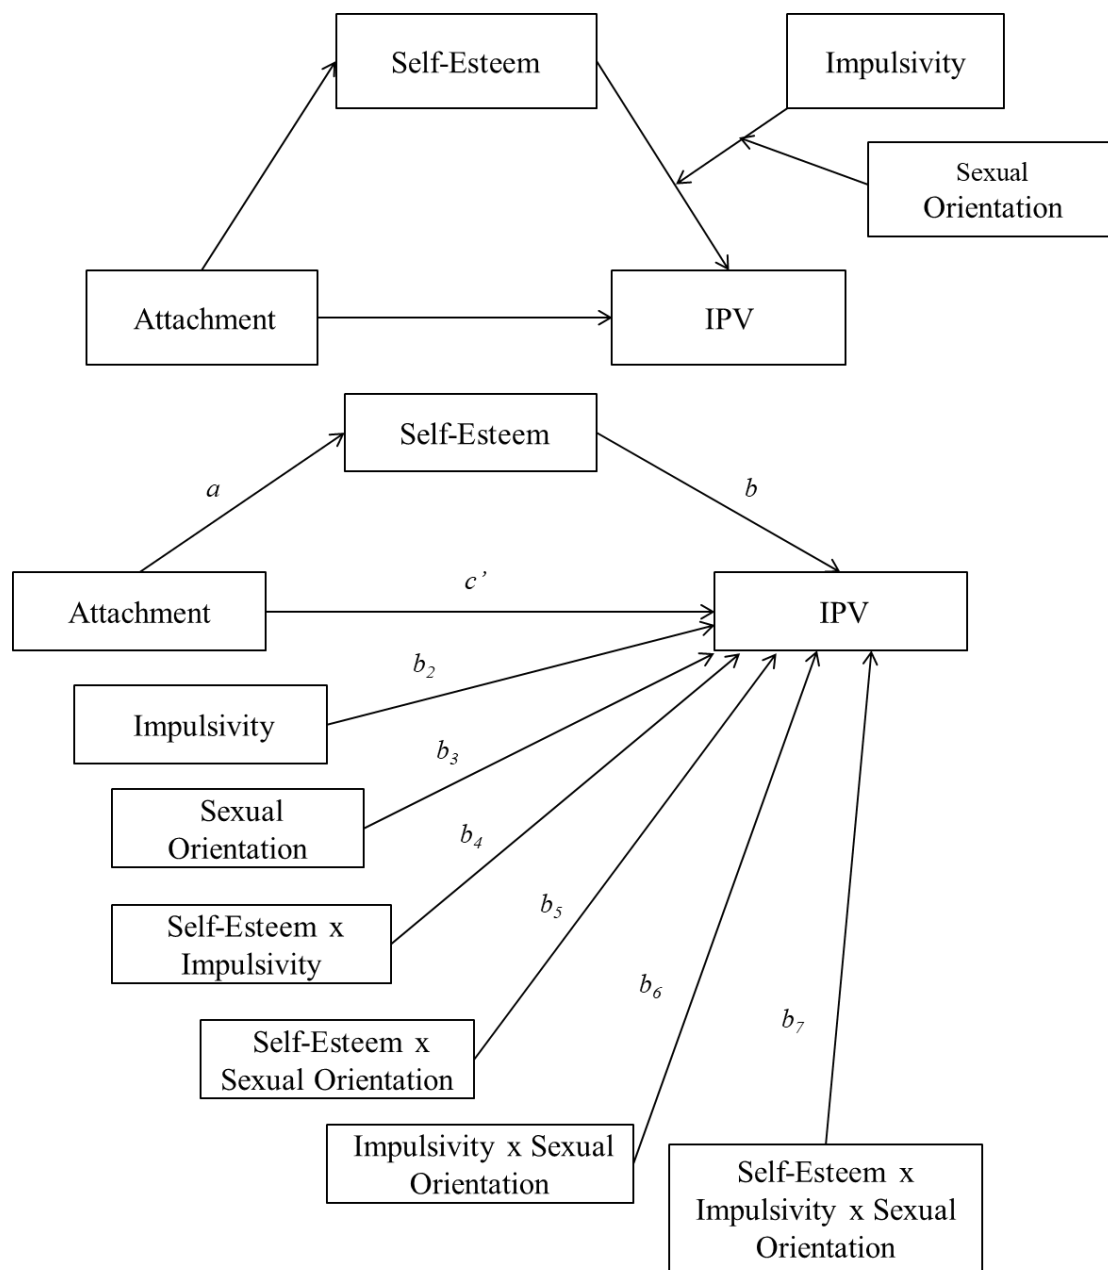 Self-Esteem
Impulsivity
Sexual
Orientation
Attachment
IPV
Self-Esteem
a
b
Attachment
c’
IPV
b2
Impulsivity
b3
Sexual
Orientation
b4
Self-Esteem x
Impulsivity
b5
Self-Esteem x
Sexual Orientation
b6
b7
Impulsivity x Sexual
Orientation
Self-Esteem x
Impulsivity x Sexual
Orientation